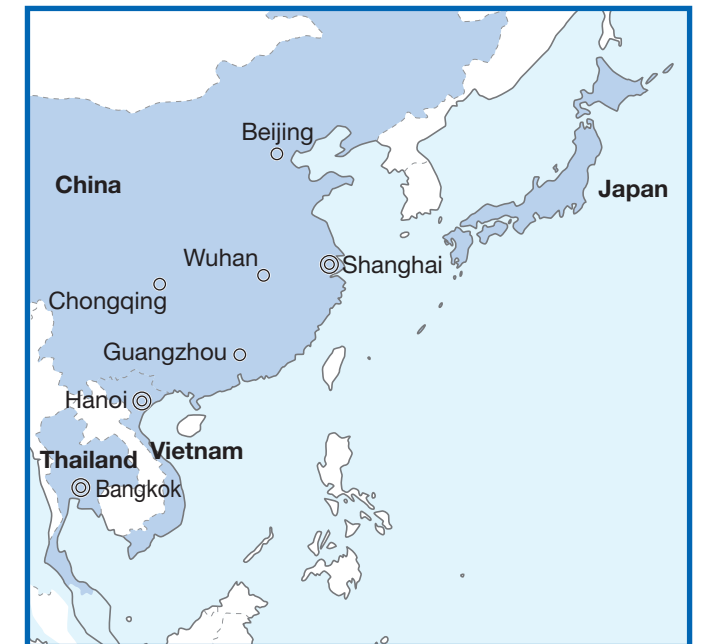 Beijing
China
Japan
Wuhan
Shanghai
Chongqing
Guangzhou
Hanoi
Vietnam
Thailand
Bangkok